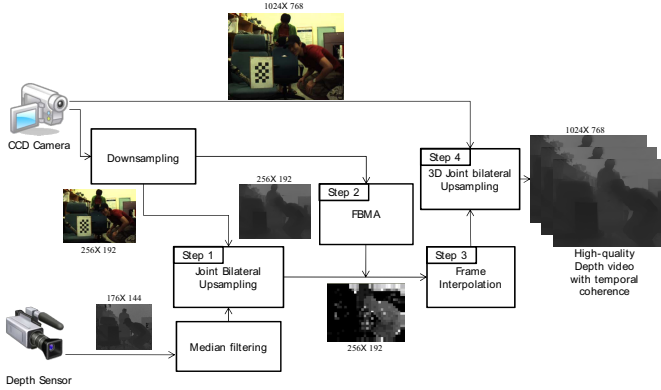 1024X 768
CCD Camera
Downsampling
256X 192
256X 192
Step 1
Joint Bilateral
Upsampling
Step 2
FBMA
Step 4
3D Joint bilateral
Upsampling
1024X 768
High-quality
Depth video
with temporal
coherence
Step 3
Frame
Interpolation
256X 192
176X 144
Median filtering
Depth Sensor